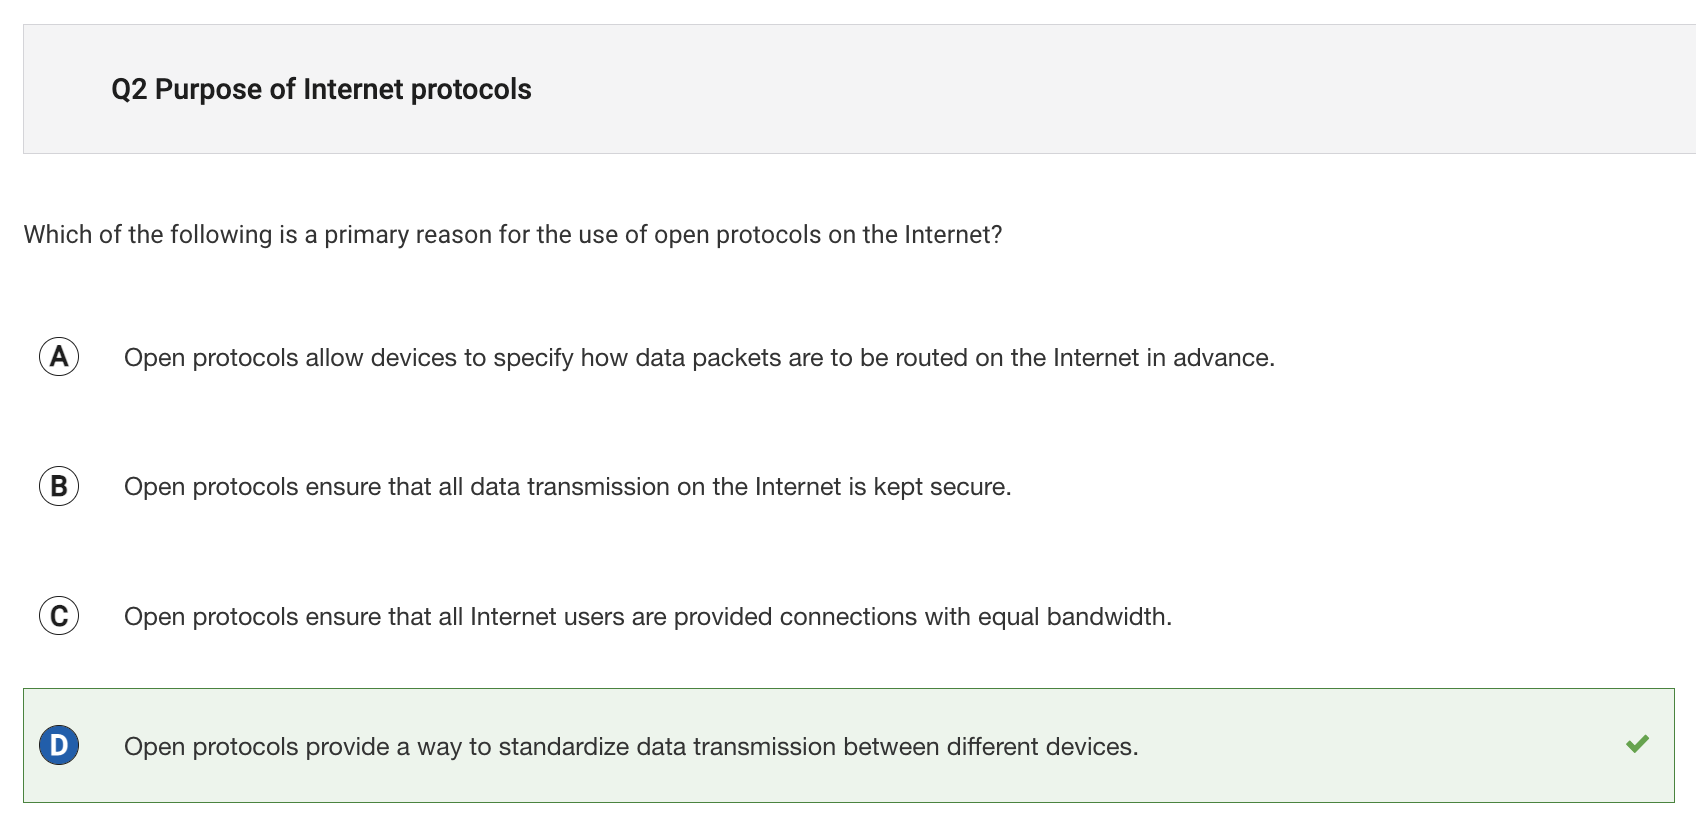 Q2 Purpose of Internet protocols
Which of the following is a primary reason for the use of open protocols on the Internet?
A Open protocols allow devices to specify how data packets are to be routed on the Internet in advance.
B Open protocols ensure that all data transmission on the Internet is kept secure.
C Open protocols ensure that all Internet users are provided connections with equal bandwidth.
D Open protocols provide a way to standardize data transmission between different devices.